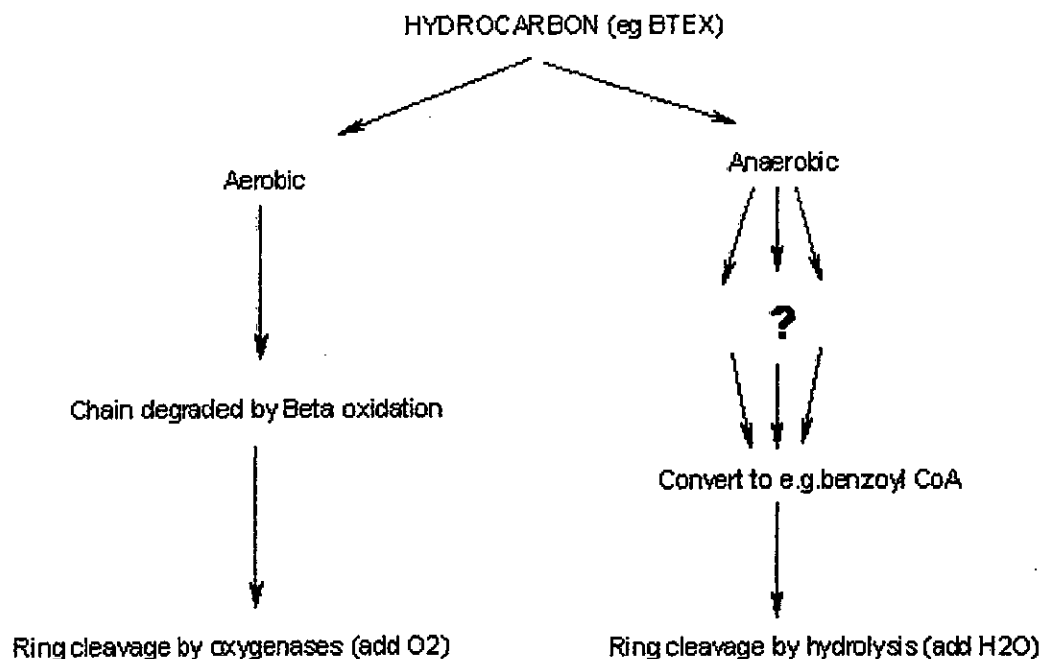 HYDROCARBON (eg BTEX)
Aerobic
Anaerobic
?
Chain degraded by Beta oxidation
Convert to e.g.benzoyl CoA
Ring cleavage by oxygenases (add O2)
Ring cleavage by hydrolysis (add H2O)